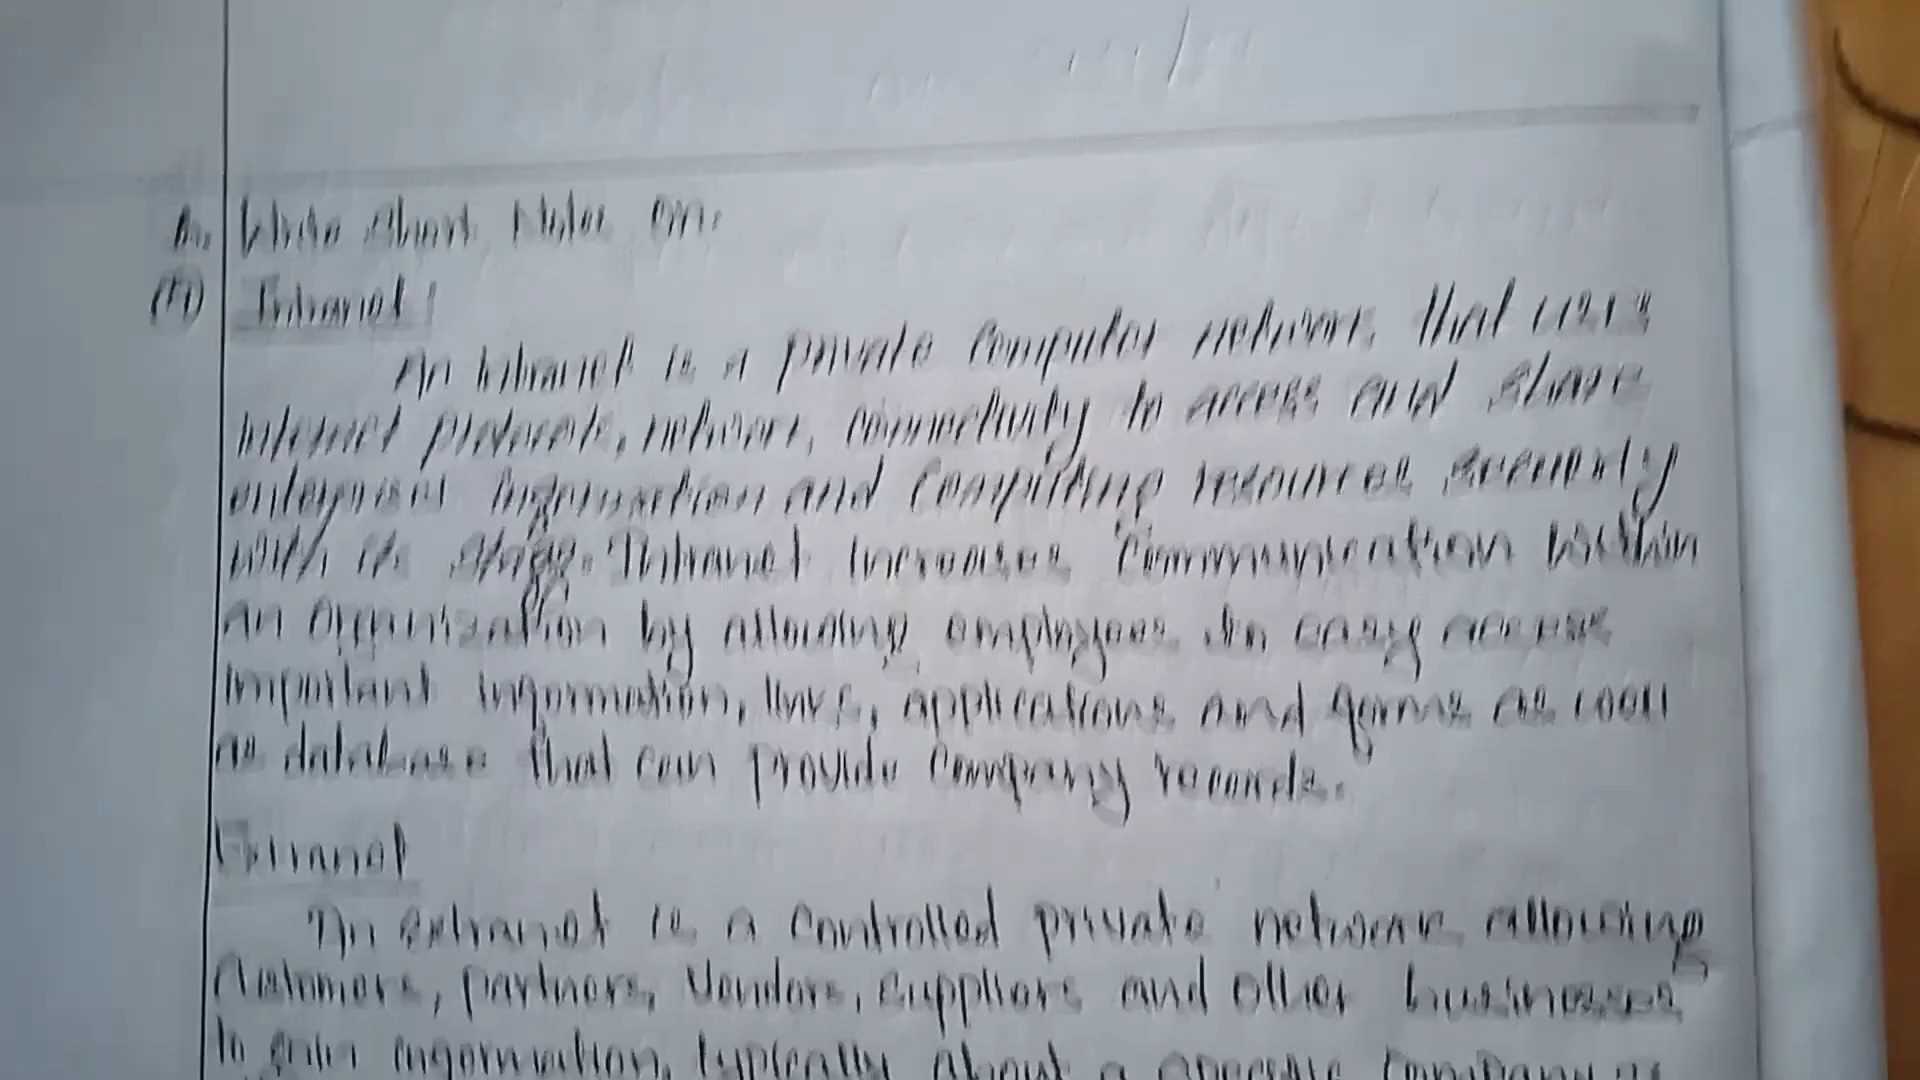 Write Short Notes on:
Intranet:
An Intranet is a private computer network that uses
internet protocols, network, connectivity to access and share
enterprises information and computing resources securely
with its staff. Intranet increases communication within
an organization by allowing employees to easy access
important information, links, applications and forms as well
as database that can provide company records.
Extranet
An extranet is a controlled private network allowing
customers, partners, Vendors, suppliers and other businesses
to gain information, typically about a specific company or